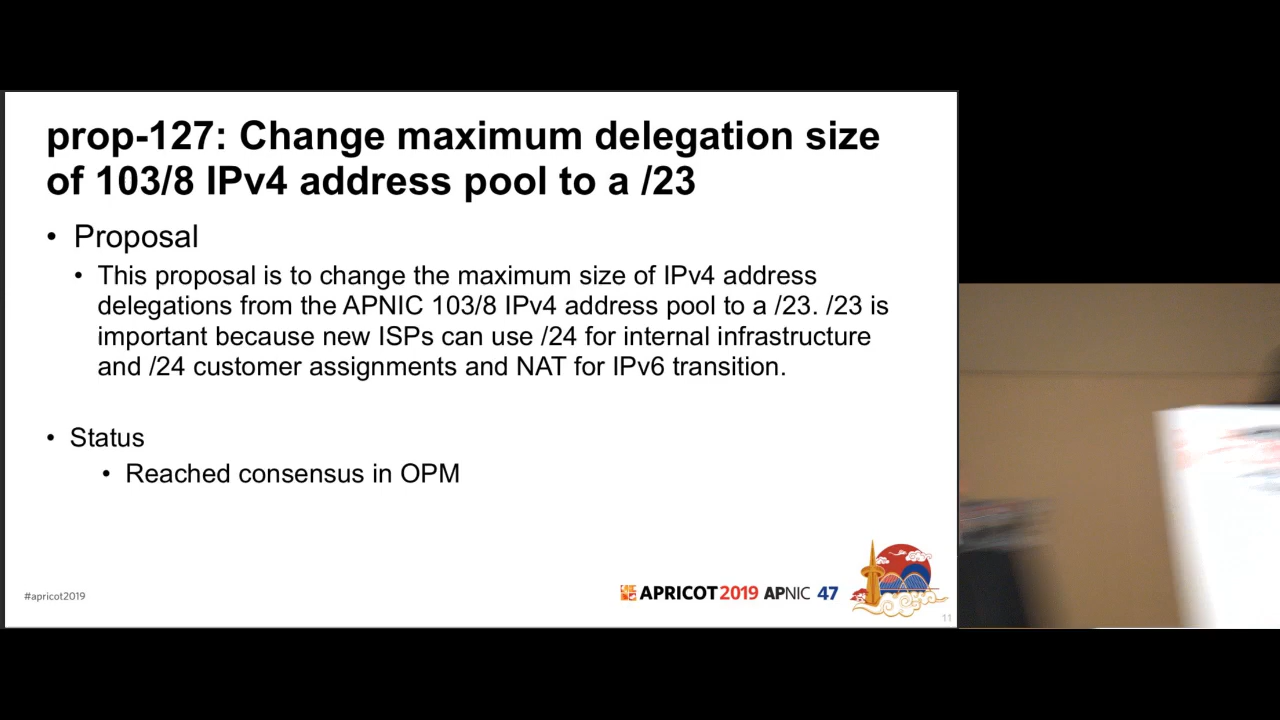 prop-127: Change maximum delegation size
of 103/8 IPv4 address pool to a /23
• Proposal
• This proposal is to change the maximum size of IPv4 address
delegations from the APNIC 103/8 IPv4 address pool to a /23. /23 is
important because new ISPs can use /24 for internal infrastructure
and /24 customer assignments and NAT for IPv6 transition.
• Status
• Reached consensus in OPM
#apricot2019
APRICOT 2019 APNIC 47
11